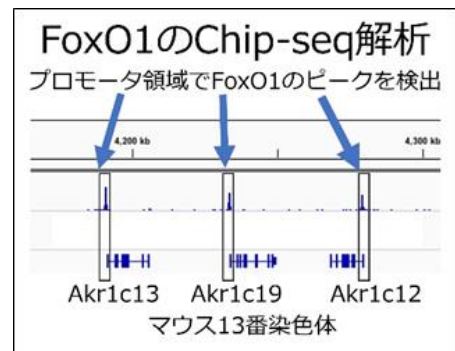 FoxO1のChip-seq解析
プロモータ領域でFoxO1のピークを検出
4,200 kb 4,300 kb
Akr1c13 Akr1c19 Akr1c12
マウス13番染色体